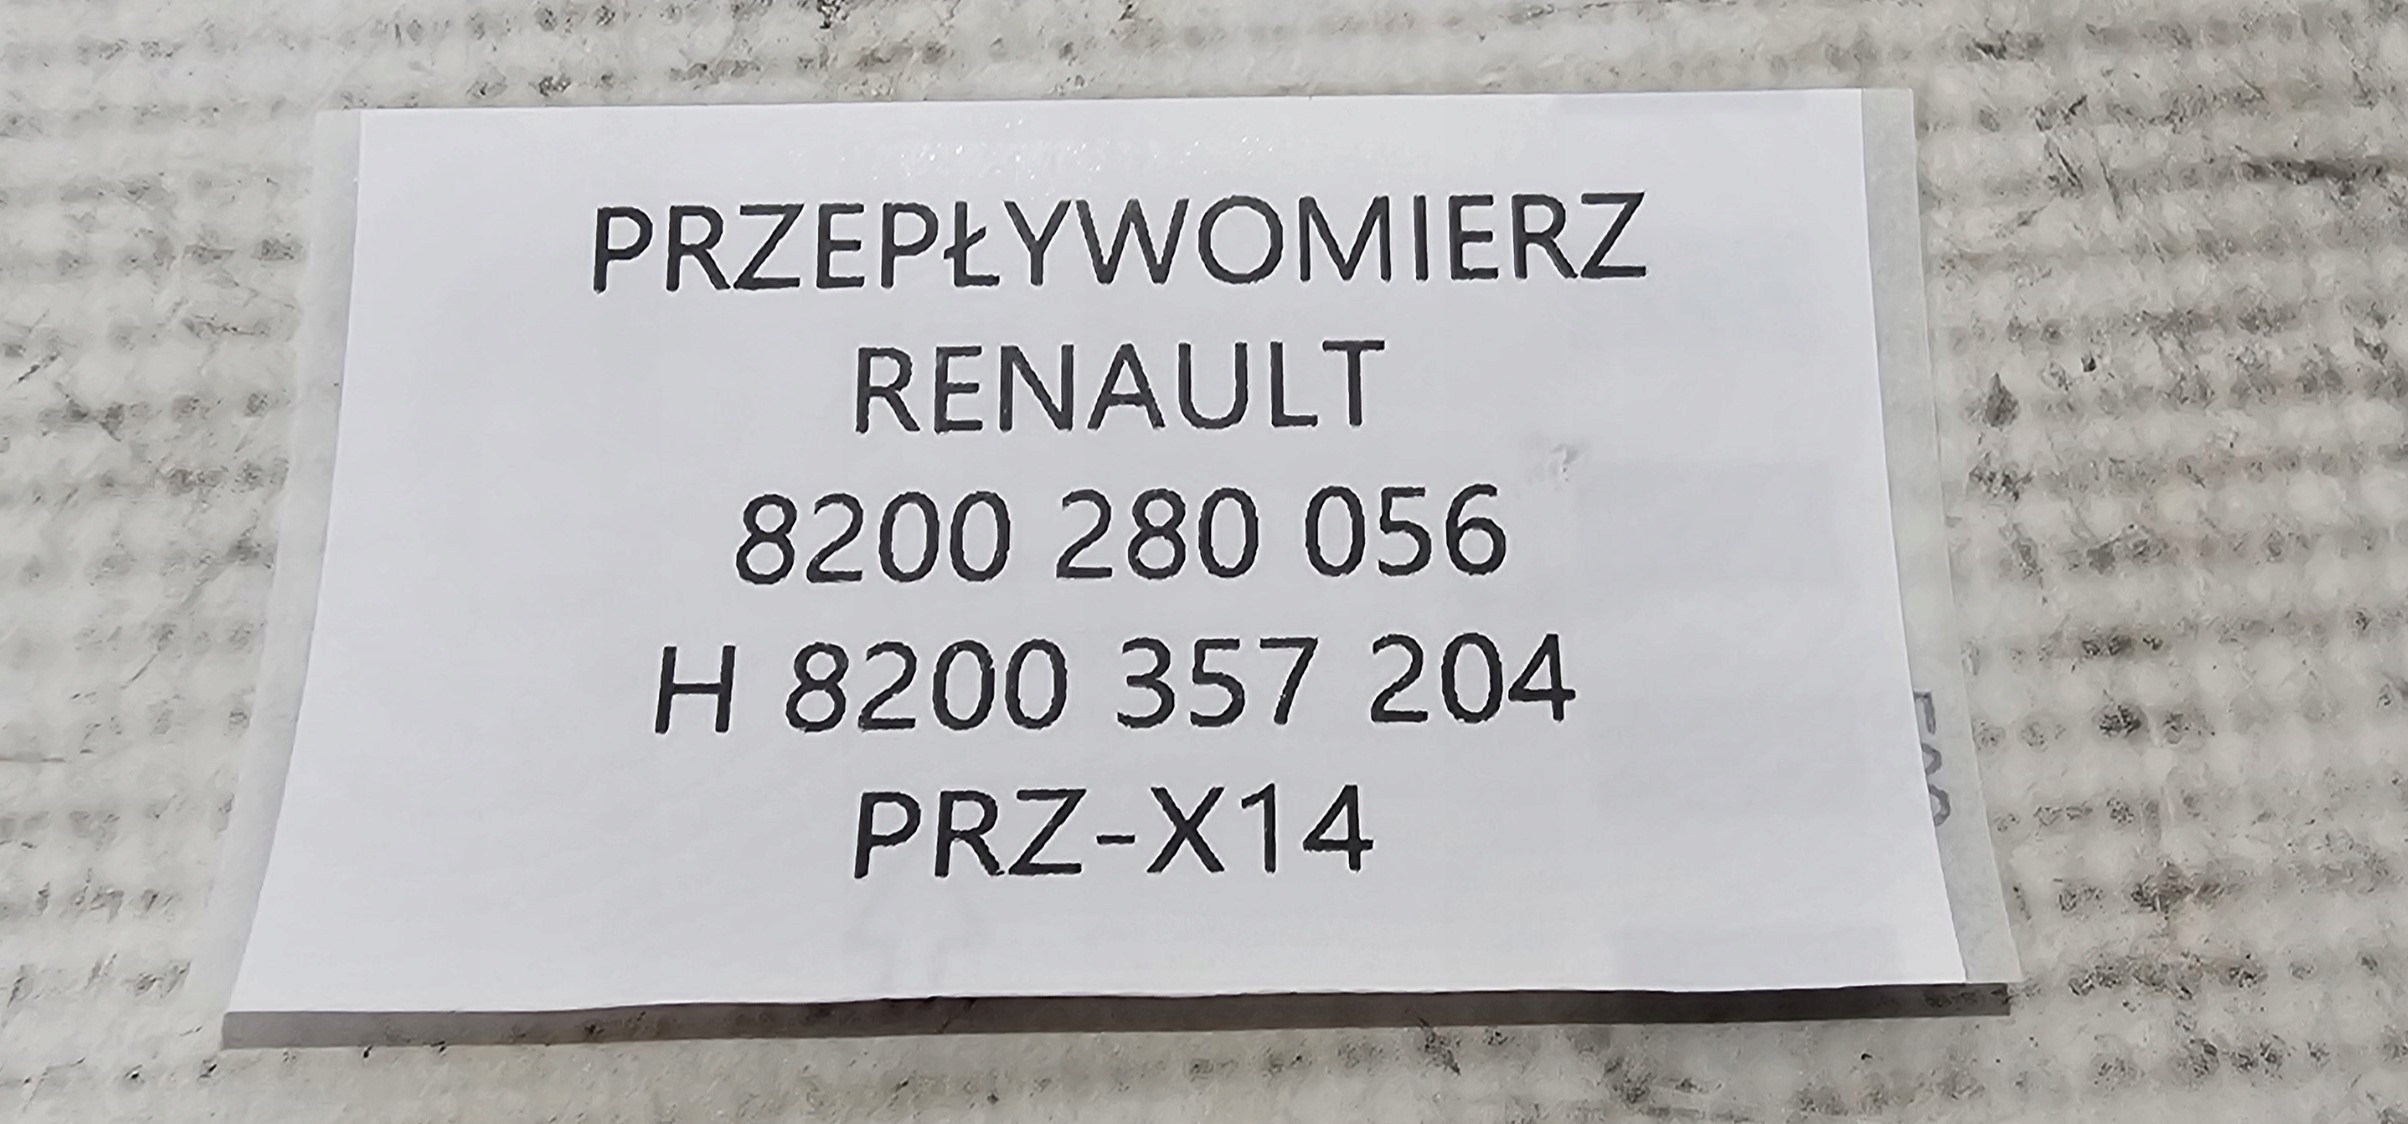 PRZEPŁYWOMIERZ
RENAULT
8200 280 056
H 8200 357 204
PRZ-X14